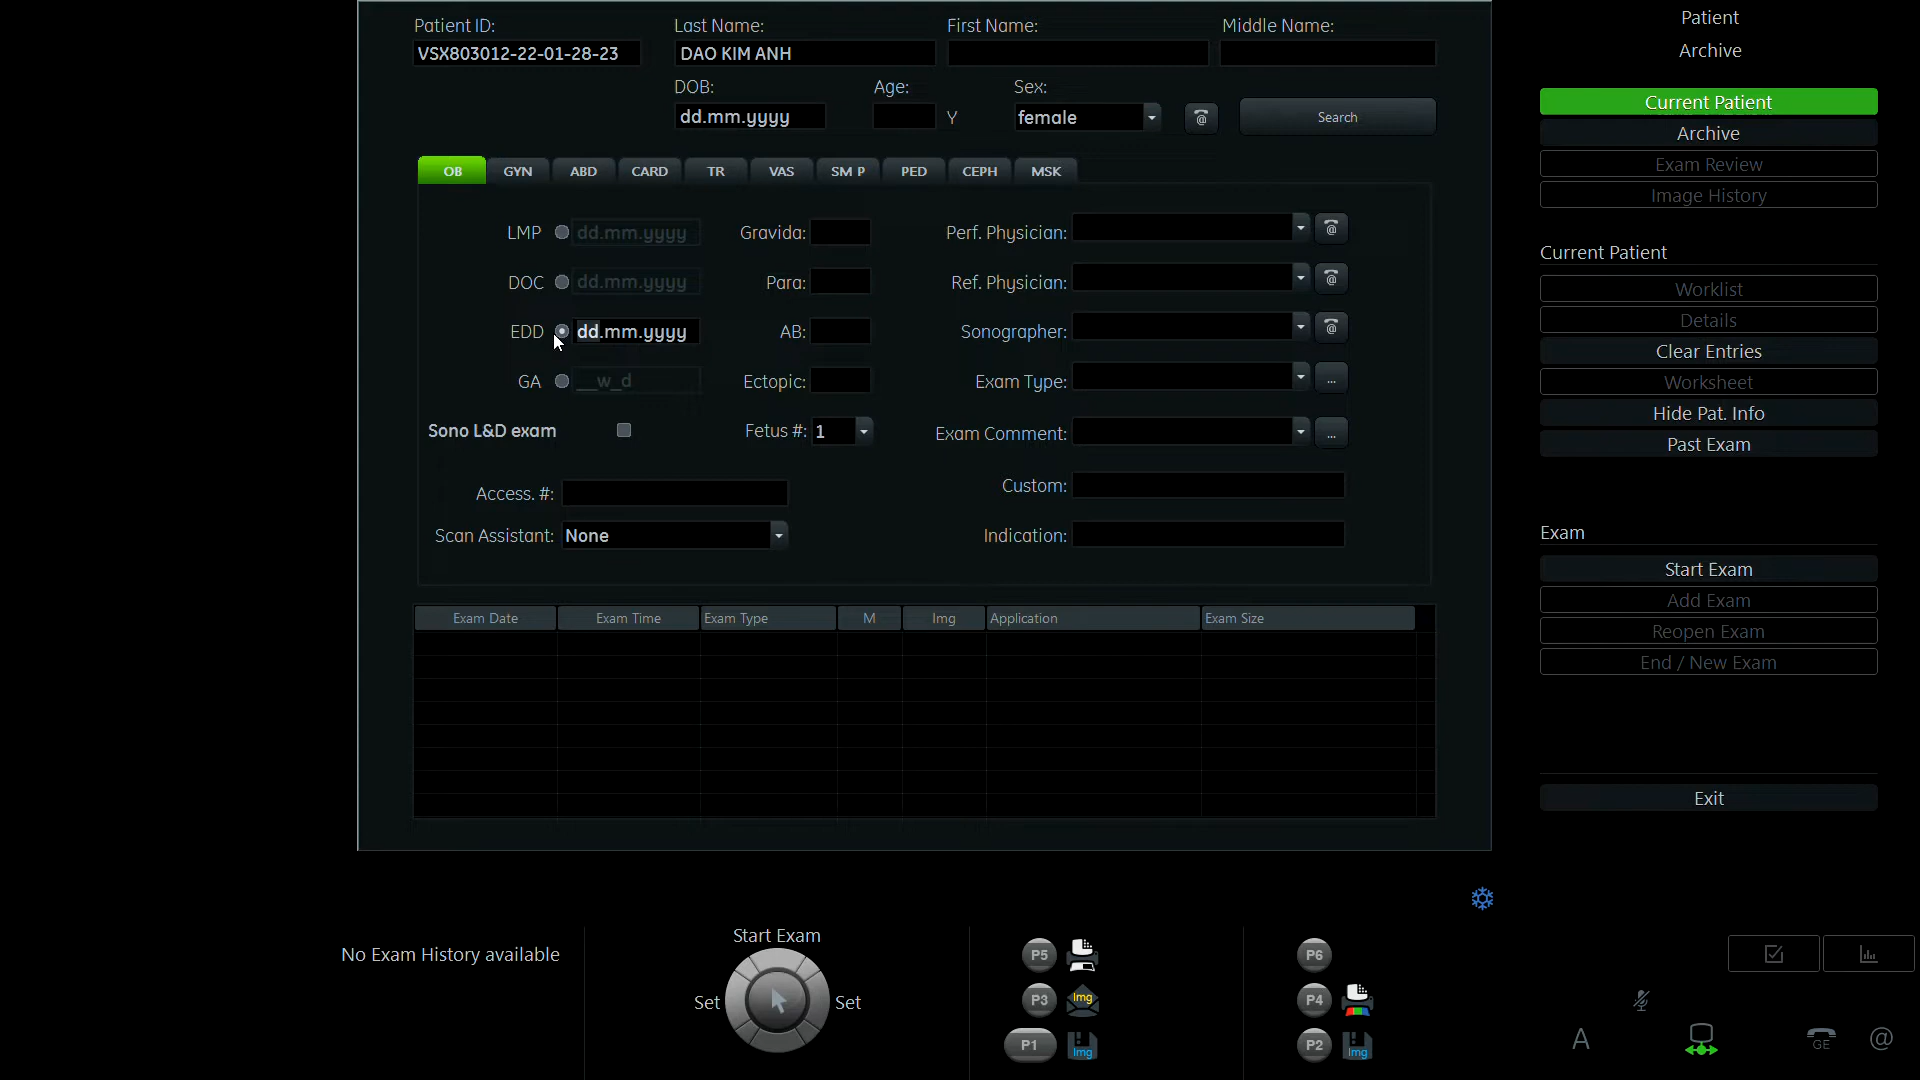 Patient ID: Last Name: First Name: Middle Name:
VSX803012-22-01-28-23 DAO KIM ANH
DOB: Age: Sex:
dd.mm.yyyy Y female Search
OB GYN ABD CARD TR VAS SM P PED CEPH MSK
LMP dd.mm.yyyy Gravida: Perf. Physician:
DOC dd.mm.yyyy Para: Ref. Physician:
EDD dd.mm.yyyy AB: Sonographer:
GA __w_d Ectopic: Exam Type: ...
Sono L&D exam Fetus #: 1 Exam Comment: ...
Access. #: Custom:
Scan Assistant: None Indication:
Exam Date Exam Time Exam Type M Img Application Exam Size
Patient
Archive
Current Patient
Archive
Exam Review
Image History
Current Patient
Worklist
Details
Clear Entries
Worksheet
Hide Pat. Info
Past Exam
Exam
Start Exam
Add Exam
Reopen Exam
End / New Exam
Exit
No Exam History available
Start Exam
Set Set
P5 P6
P3 Img P4
P1 Img P2 Img
A GE @